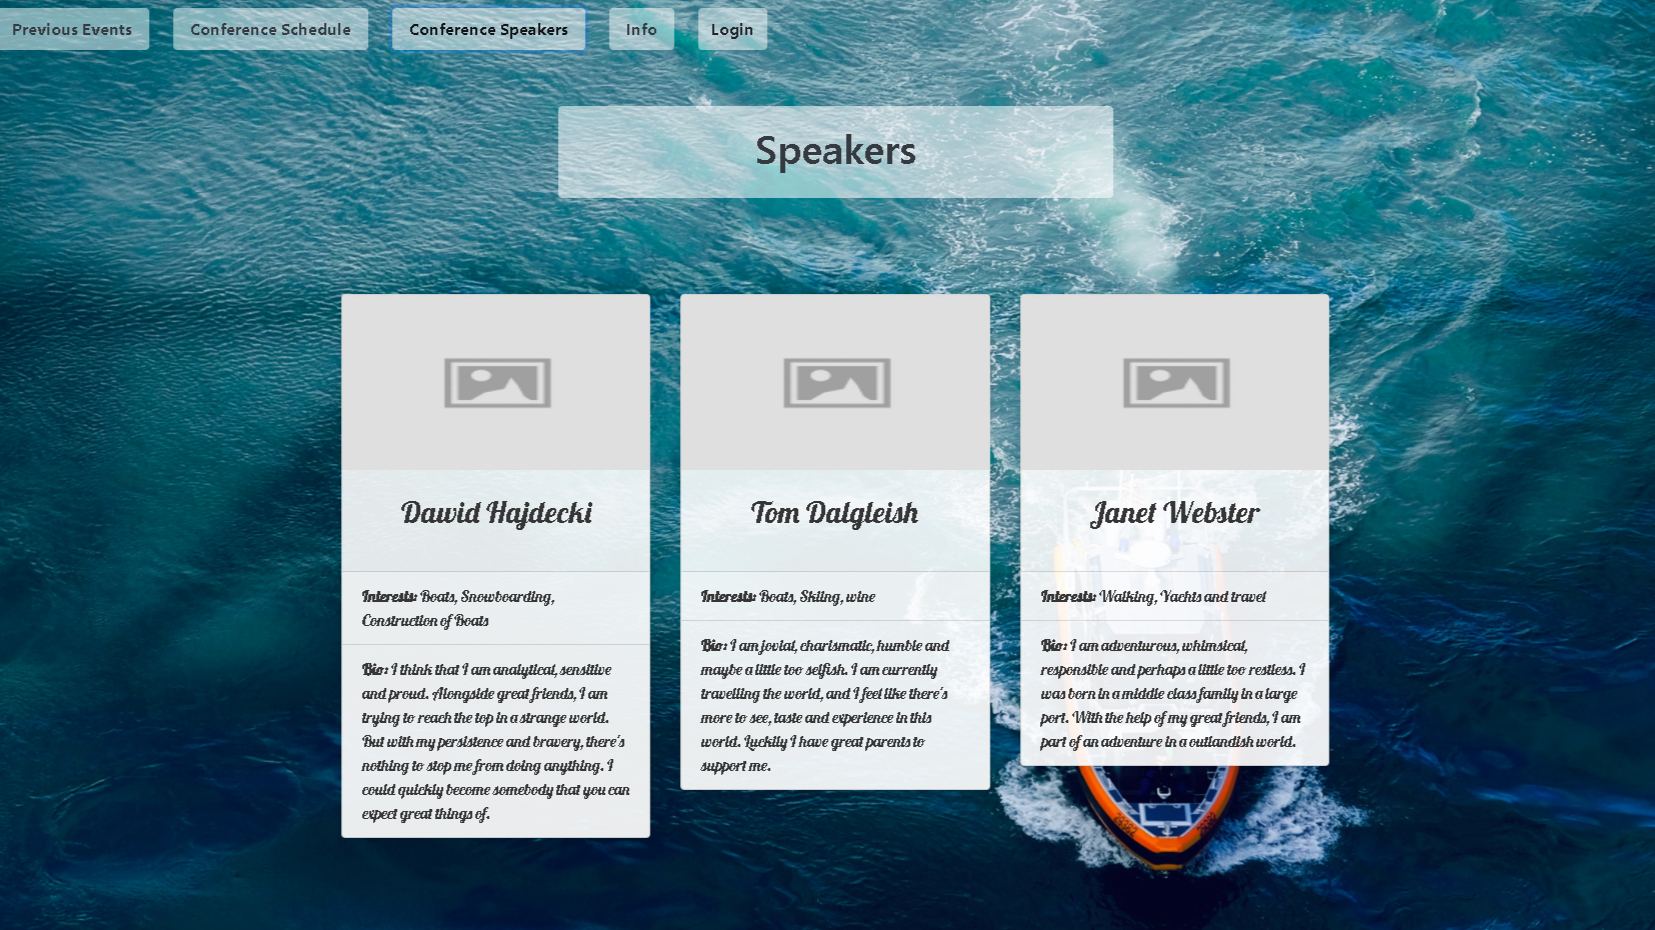 Previous Events
Conference Schedule
Conference Speakers
Info
Login
Speakers
Dawid Hajdecki
Interests: Boats, Snowboarding,
Construction of Boats
Bio: I think that I am analytical, sensitive
and proud. Alongside great friends, I am
trying to reach the top in a strange world.
But with my persistence and bravery, there's
nothing to stop me from doing anything. I
could quickly become somebody that you can
expect great things of.
Tom Dalgleish
Interests: Boats, Skiing, wine
Bio: I am jovial, charismatic, humble and
maybe a little too selfish. I am currently
travelling the world, and I feel like there's
more to see, taste and experience in this
world. Luckily I have great parents to
support me.
Janet Webster
Interests: Walking, Yachts and travel
Bio: I am adventurous, whimsical,
responsible and perhaps a little too restless. I
was born in a middle class family in a large
port. With the help of my great friends, I am
part of an adventure in a outlandish world.